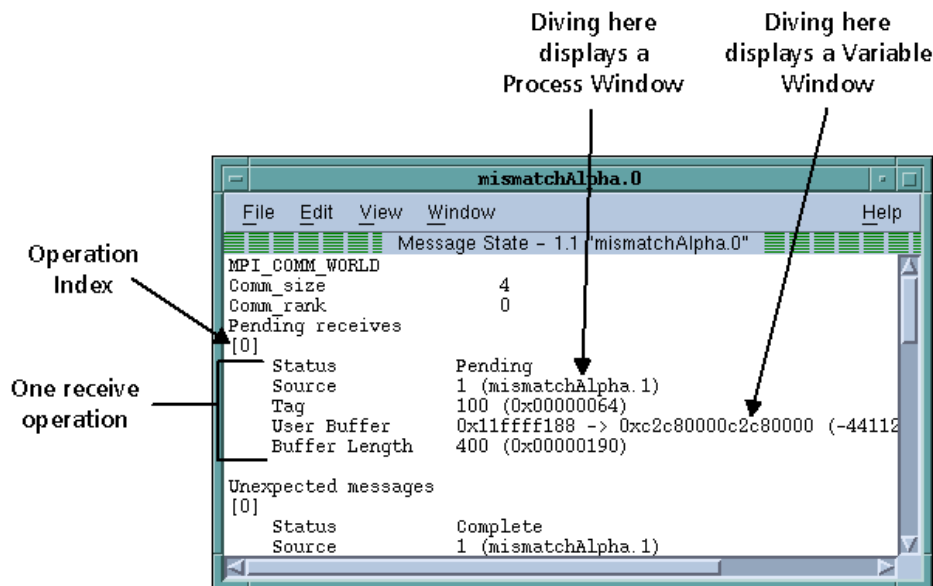 Diving here
displays a
Process Window
Diving here
displays a Variable
Window
mismatchAlpha.0
File Edit View Window Help
Message State - 1.1 "mismatchAlpha.0"
Operation
Index
MPI_COMM_WORLD
Comm_size 4
Comm_rank 0
Pending receives
[0]
One receive
operation
Status Pending
Source 1 (mismatchAlpha.1)
Tag 100 (0x00000064)
User Buffer 0x11ffff188 -> 0xc2c80000c2c80000 (-44112
Buffer Length 400 (0x00000190)
Unexpected messages
[0]
Status Complete
Source 1 (mismatchAlpha.1)